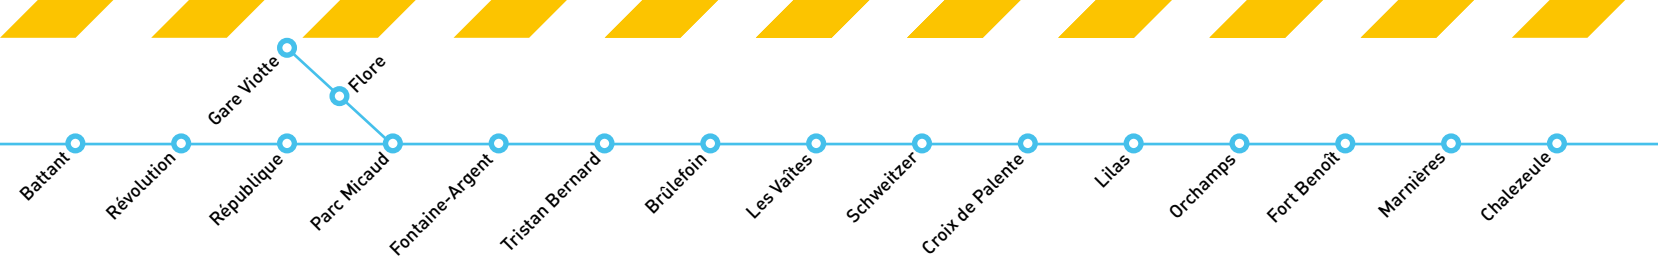 Gare Viotte
Flore
Battant
Révolution
République
Parc Micaud
Fontaine-Argent
Tristan Bernard
Brûlefoin
Les Vaîtes
Schweitzer
Croix de Palente
Lilas
Orchamps
Fort Benoît
Marnières
Chalezeule